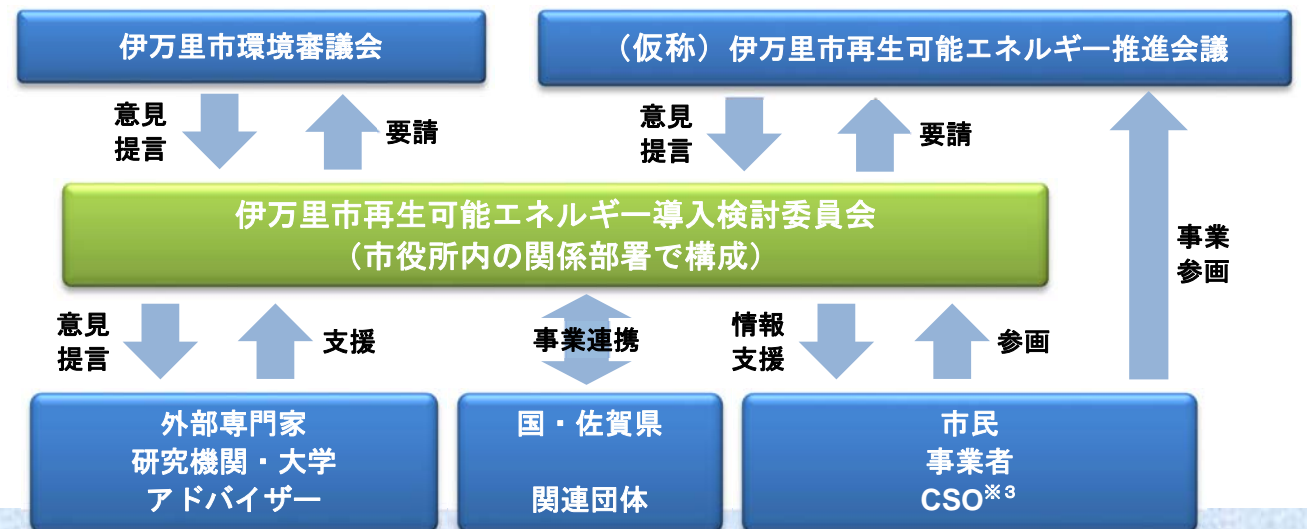 伊万里市環境審議会
（仮称）伊万里市再生可能エネルギー推進会議
意見
提言
要請
意見
提言
要請
伊万里市再生可能エネルギー導入検討委員会
（市役所内の関係部署で構成）
事業
参画
意見
提言
支援
事業連携
情報
支援
参画
外部専門家
研究機関・大学
アドバイザー
国・佐賀県
関連団体
市民
事業者
CSO※３